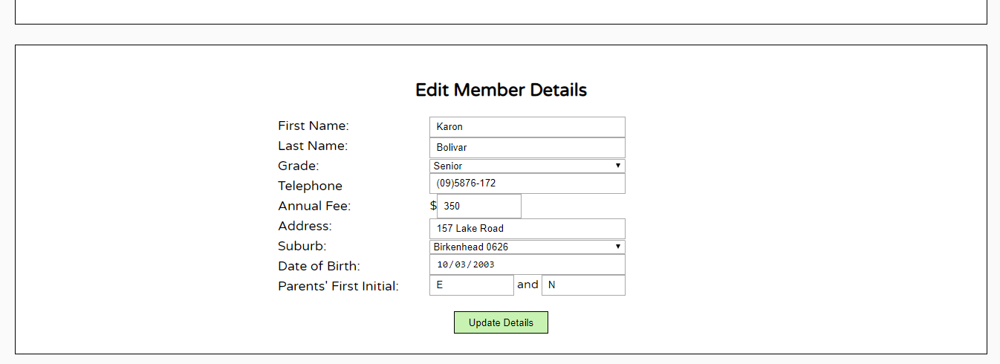 Edit Member Details
First Name: Karon
Last Name: Bolivar
Grade: Senior
Telephone (09)5876-172
Annual Fee: $ 350
Address: 157 Lake Road
Suburb: Birkenhead 0626
Date of Birth: 10/03/2003
Parents' First Initial: E and N
Update Details